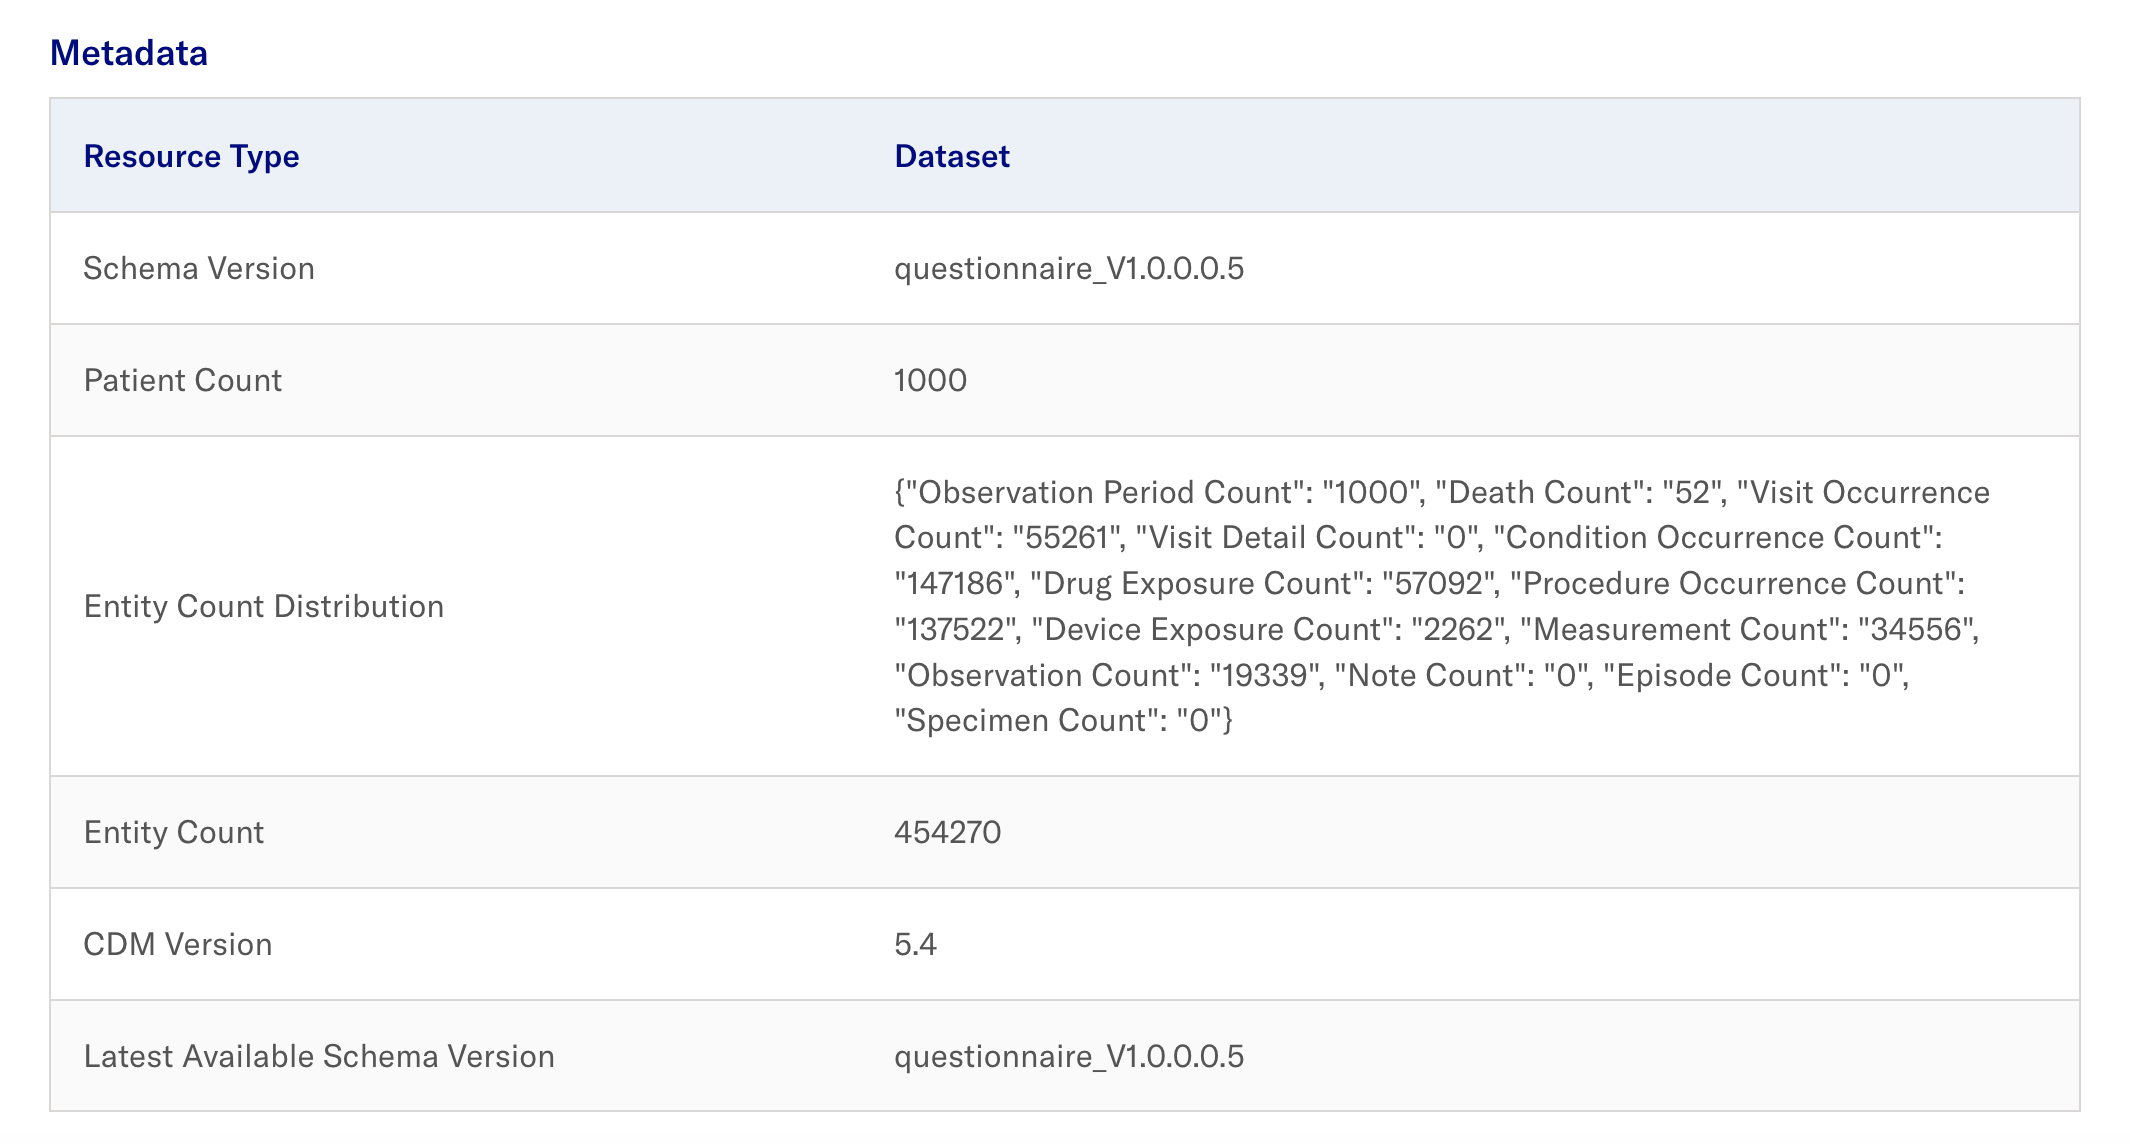 Metadata
Resource Type Dataset
Schema Version questionnaire_V1.0.0.0.5
Patient Count 1000
Entity Count Distribution
{"Observation Period Count": "1000", "Death Count": "52", "Visit Occurrence
Count": "55261", "Visit Detail Count": "0", "Condition Occurrence Count":
"147186", "Drug Exposure Count": "57092", "Procedure Occurrence Count":
"137522", "Device Exposure Count": "2262", "Measurement Count": "34556",
"Observation Count": "19339", "Note Count": "0", "Episode Count": "0",
"Specimen Count": "0"}
Entity Count 454270
CDM Version 5.4
Latest Available Schema Version questionnaire_V1.0.0.0.5